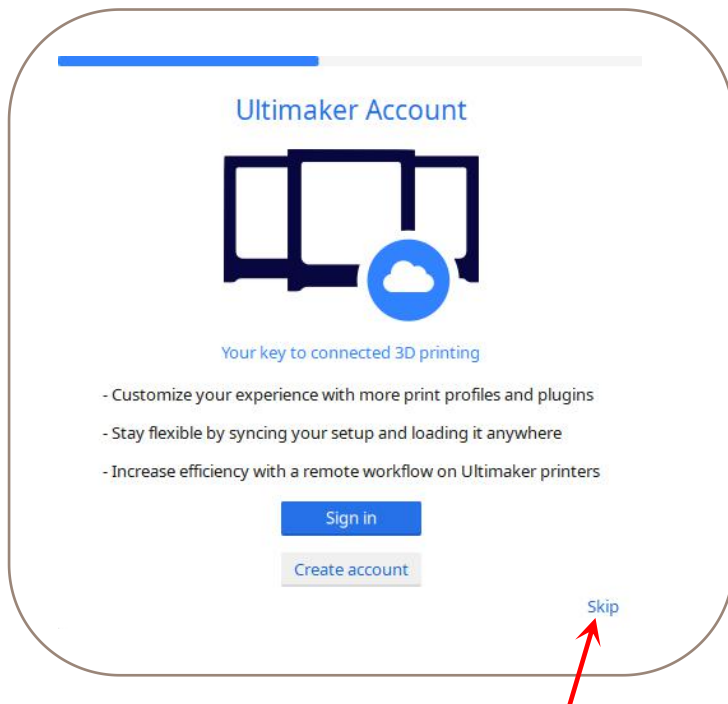 Ultimaker Account
Your key to connected 3D printing
- Customize your experience with more print profiles and plugins
- Stay flexible by syncing your setup and loading it anywhere
- Increase efficiency with a remote workflow on Ultimaker printers
Sign in
Create account
Skip